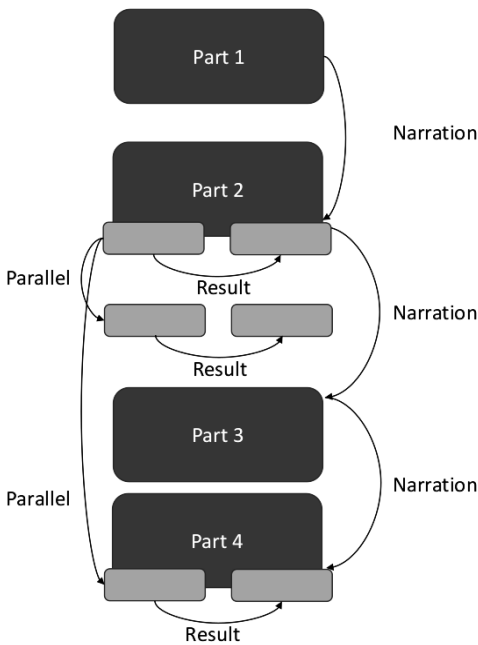 Part 1
Narration
Part 2
Parallel
Result
Narration
Result
Part 3
Parallel
Narration
Part 4
Result